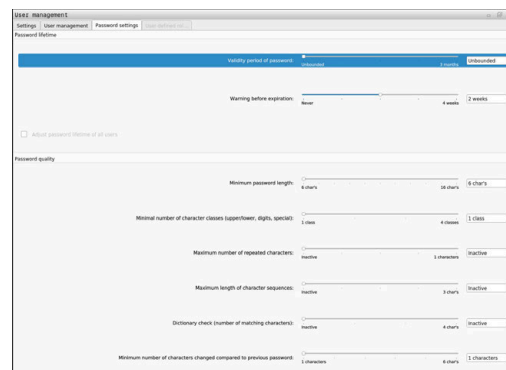 User management
Settings User management Password settings
Password lifetime
Validity period of password: Unbounded 3 months Unbounded
Warning before expiration: Never 4 weeks 2 weeks
Adjust password lifetime of all users
Password quality
Minimum password length: 6 char's 16 char's 6 char's
Minimal number of character classes (upper/lower, digits, special): 1 class 4 classes 1 class
Maximum number of repeated characters: Inactive characters Inactive
Maximum length of character sequences: Inactive 3 char's Inactive
Dictionary check (number of matching characters): Inactive 4 char's Inactive
Minimum number of characters changed compared to previous password: 1 characters 6 char's 1 characters